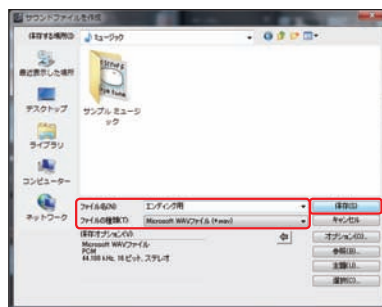 サウンドファイルを作成
保存する場所(I):
ミュージック
最近表示した場所
デスクトップ
ライブラリ
コンピューター
ネットワーク
サンプル ミュージ
ック
ファイル名(N):
エンディング用
保存(S)
ファイルの種類(T):
Microsoft WAVファイル (*.wav)
キャンセル
保存オプション(V):
Microsoft WAVファイル
PCM
44.100 kHz, 16 ビット, ステレオ
オプション(O)...
参照(B)...